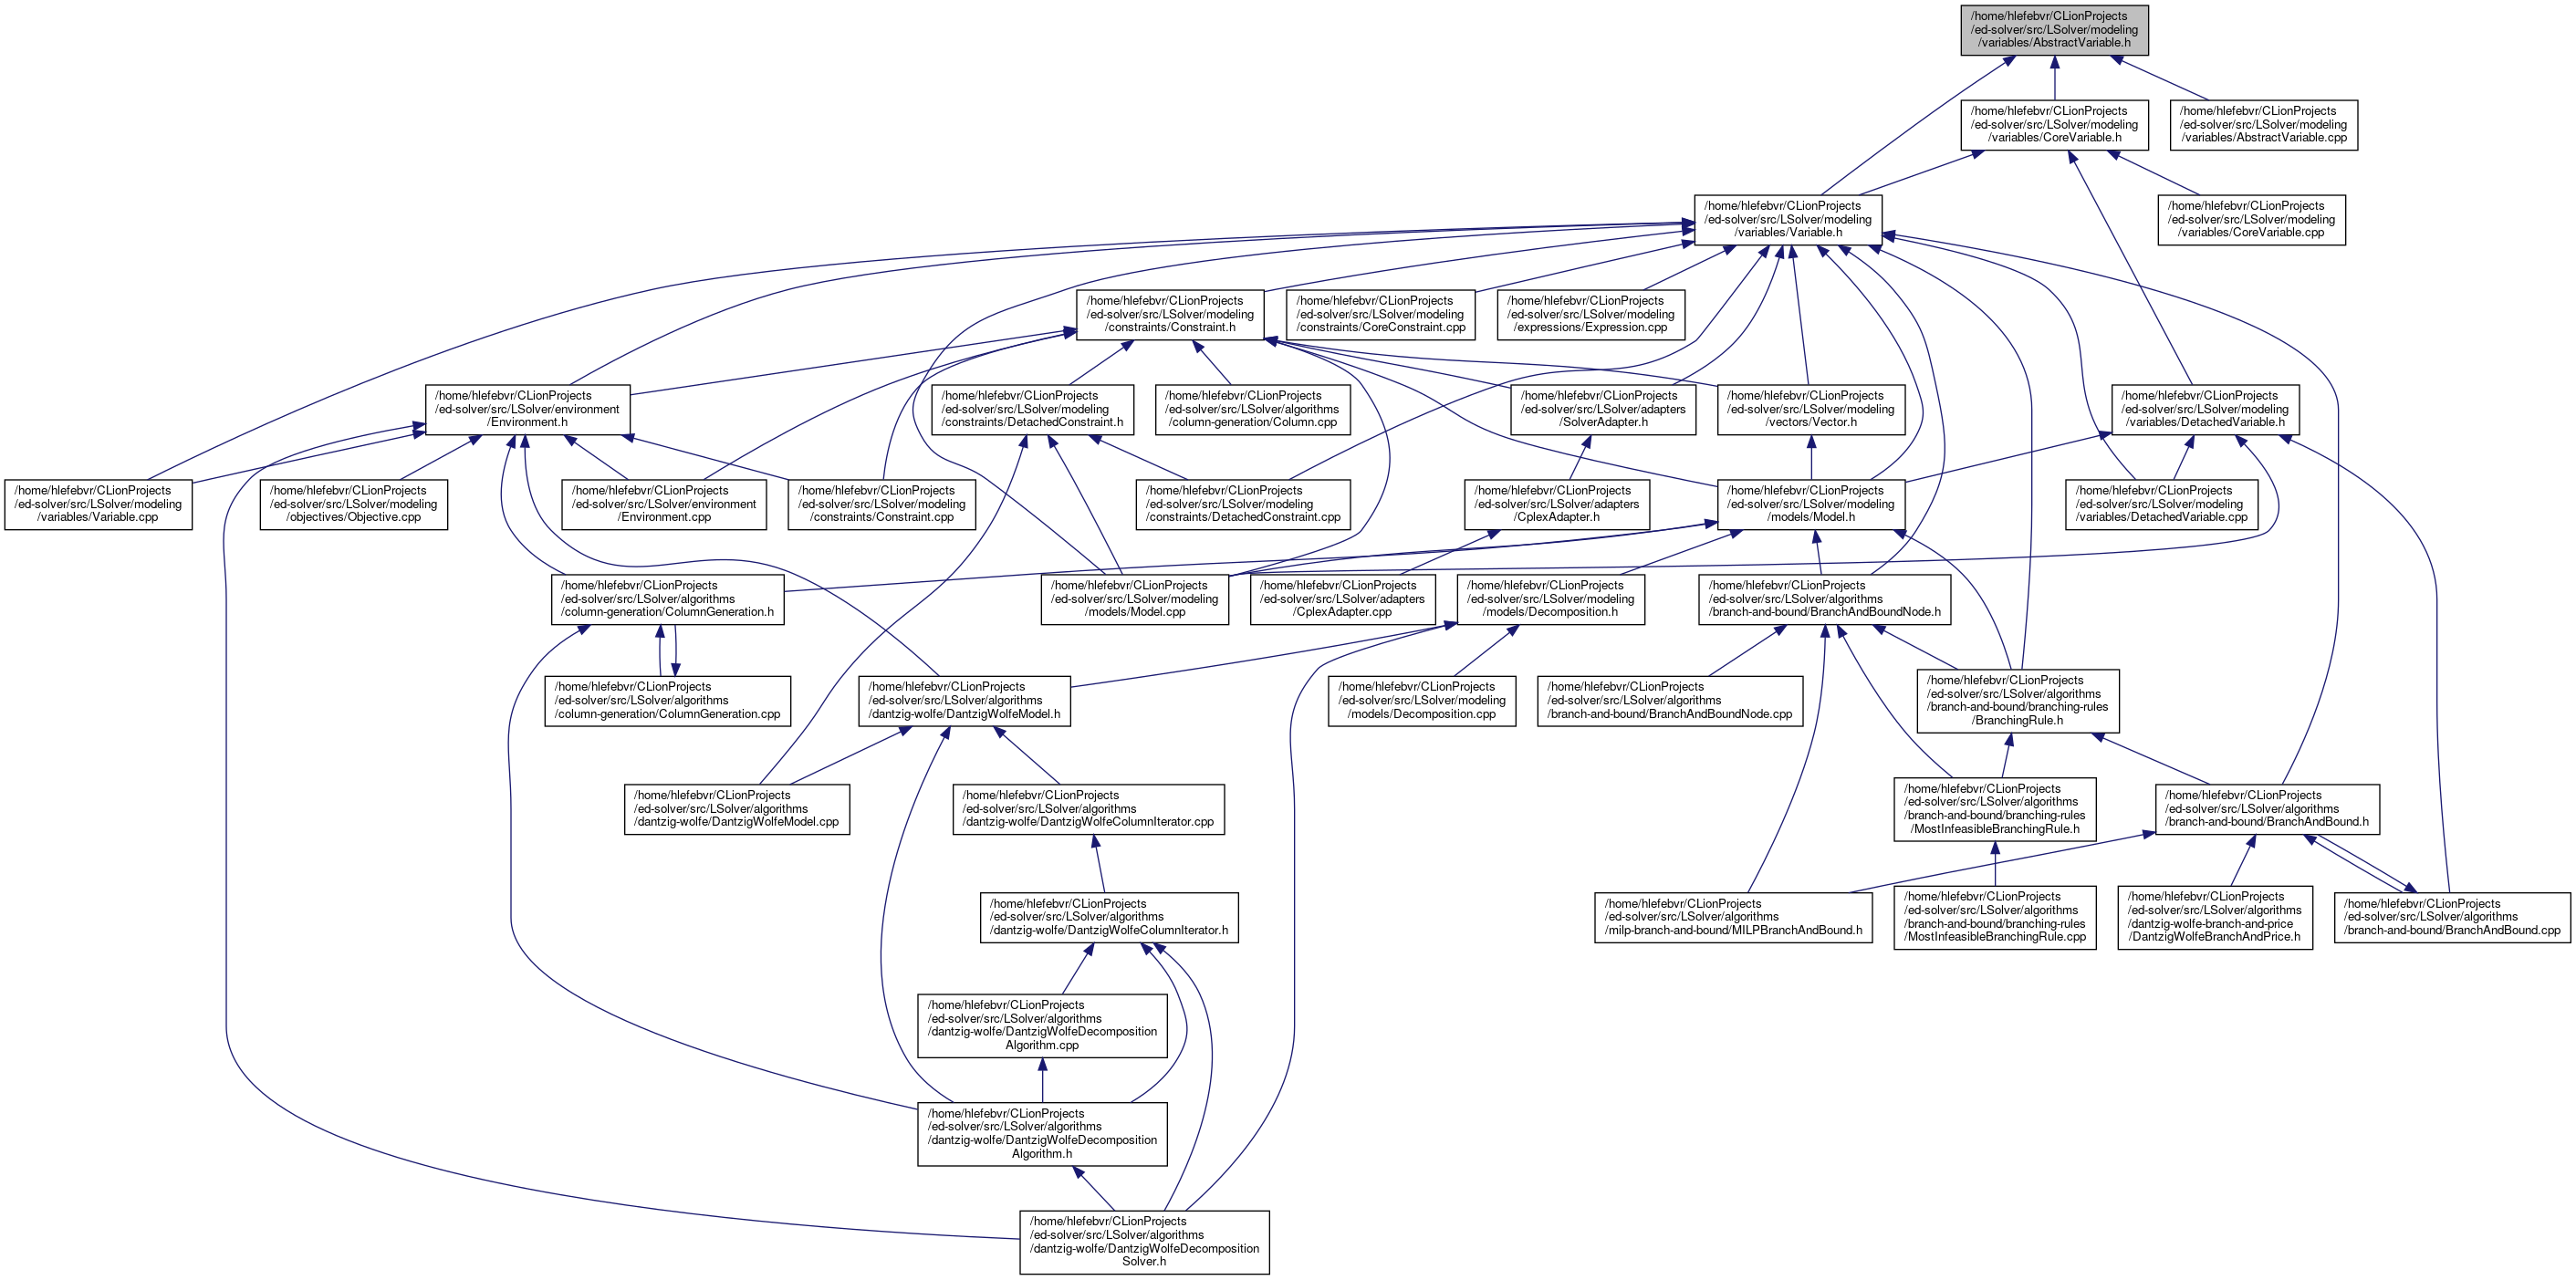 /home/hlefebvr/CLionProjects
/ed-solver/src/LSolver/modeling
/variables/AbstractVariable.h
/home/hlefebvr/CLionProjects
/ed-solver/src/LSolver/modeling
/variables/CoreVariable.h
/home/hlefebvr/CLionProjects
/ed-solver/src/LSolver/modeling
/variables/AbstractVariable.cpp
/home/hlefebvr/CLionProjects
/ed-solver/src/LSolver/modeling
/variables/Variable.h
/home/hlefebvr/CLionProjects
/ed-solver/src/LSolver/modeling
/variables/CoreVariable.cpp
/home/hlefebvr/CLionProjects
/ed-solver/src/LSolver/modeling
/constraints/Constraint.h
/home/hlefebvr/CLionProjects
/ed-solver/src/LSolver/modeling
/constraints/CoreConstraint.cpp
/home/hlefebvr/CLionProjects
/ed-solver/src/LSolver/modeling
/expressions/Expression.cpp
/home/hlefebvr/CLionProjects
/ed-solver/src/LSolver/environment
/Environment.h
/home/hlefebvr/CLionProjects
/ed-solver/src/LSolver/modeling
/constraints/DetachedConstraint.h
/home/hlefebvr/CLionProjects
/ed-solver/src/LSolver/algorithms
/column-generation/Column.cpp
/home/hlefebvr/CLionProjects
/ed-solver/src/LSolver/adapters
/SolverAdapter.h
/home/hlefebvr/CLionProjects
/ed-solver/src/LSolver/modeling
/vectors/Vector.h
/home/hlefebvr/CLionProjects
/ed-solver/src/LSolver/modeling
/variables/DetachedVariable.h
/home/hlefebvr/CLionProjects
/ed-solver/src/LSolver/modeling
/variables/Variable.cpp
/home/hlefebvr/CLionProjects
/ed-solver/src/LSolver/modeling
/objectives/Objective.cpp
/home/hlefebvr/CLionProjects
/ed-solver/src/LSolver/environment
/Environment.cpp
/home/hlefebvr/CLionProjects
/ed-solver/src/LSolver/modeling
/constraints/Constraint.cpp
/home/hlefebvr/CLionProjects
/ed-solver/src/LSolver/modeling
/constraints/DetachedConstraint.cpp
/home/hlefebvr/CLionProjects
/ed-solver/src/LSolver/adapters
/CplexAdapter.h
/home/hlefebvr/CLionProjects
/ed-solver/src/LSolver/modeling
/models/Model.h
/home/hlefebvr/CLionProjects
/ed-solver/src/LSolver/modeling
/variables/DetachedVariable.cpp
/home/hlefebvr/CLionProjects
/ed-solver/src/LSolver/algorithms
/column-generation/ColumnGeneration.h
/home/hlefebvr/CLionProjects
/ed-solver/src/LSolver/modeling
/models/Model.cpp
/home/hlefebvr/CLionProjects
/ed-solver/src/LSolver/adapters
/CplexAdapter.cpp
/home/hlefebvr/CLionProjects
/ed-solver/src/LSolver/modeling
/models/Decomposition.h
/home/hlefebvr/CLionProjects
/ed-solver/src/LSolver/algorithms
/branch-and-bound/BranchAndBoundNode.h
/home/hlefebvr/CLionProjects
/ed-solver/src/LSolver/algorithms
/column-generation/ColumnGeneration.cpp
/home/hlefebvr/CLionProjects
/ed-solver/src/LSolver/algorithms
/dantzig-wolfe/DantzigWolfeModel.h
/home/hlefebvr/CLionProjects
/ed-solver/src/LSolver/modeling
/models/Decomposition.cpp
/home/hlefebvr/CLionProjects
/ed-solver/src/LSolver/algorithms
/branch-and-bound/BranchAndBoundNode.cpp
/home/hlefebvr/CLionProjects
/ed-solver/src/LSolver/algorithms
/branch-and-bound/branching-rules
/BranchingRule.h
/home/hlefebvr/CLionProjects
/ed-solver/src/LSolver/algorithms
/dantzig-wolfe/DantzigWolfeModel.cpp
/home/hlefebvr/CLionProjects
/ed-solver/src/LSolver/algorithms
/dantzig-wolfe/DantzigWolfeColumnIterator.cpp
/home/hlefebvr/CLionProjects
/ed-solver/src/LSolver/algorithms
/branch-and-bound/branching-rules
/MostInfeasibleBranchingRule.h
/home/hlefebvr/CLionProjects
/ed-solver/src/LSolver/algorithms
/branch-and-bound/BranchAndBound.h
/home/hlefebvr/CLionProjects
/ed-solver/src/LSolver/algorithms
/dantzig-wolfe/DantzigWolfeColumnIterator.h
/home/hlefebvr/CLionProjects
/ed-solver/src/LSolver/algorithms
/milp-branch-and-bound/MILPBranchAndBound.h
/home/hlefebvr/CLionProjects
/ed-solver/src/LSolver/algorithms
/branch-and-bound/branching-rules
/MostInfeasibleBranchingRule.cpp
/home/hlefebvr/CLionProjects
/ed-solver/src/LSolver/algorithms
/dantzig-wolfe-branch-and-price
/DantzigWolfeBranchAndPrice.h
/home/hlefebvr/CLionProjects
/ed-solver/src/LSolver/algorithms
/branch-and-bound/BranchAndBound.cpp
/home/hlefebvr/CLionProjects
/ed-solver/src/LSolver/algorithms
/dantzig-wolfe/DantzigWolfeDecomposition
Algorithm.cpp
/home/hlefebvr/CLionProjects
/ed-solver/src/LSolver/algorithms
/dantzig-wolfe/DantzigWolfeDecomposition
Algorithm.h
/home/hlefebvr/CLionProjects
/ed-solver/src/LSolver/algorithms
/dantzig-wolfe/DantzigWolfeDecomposition
Solver.h